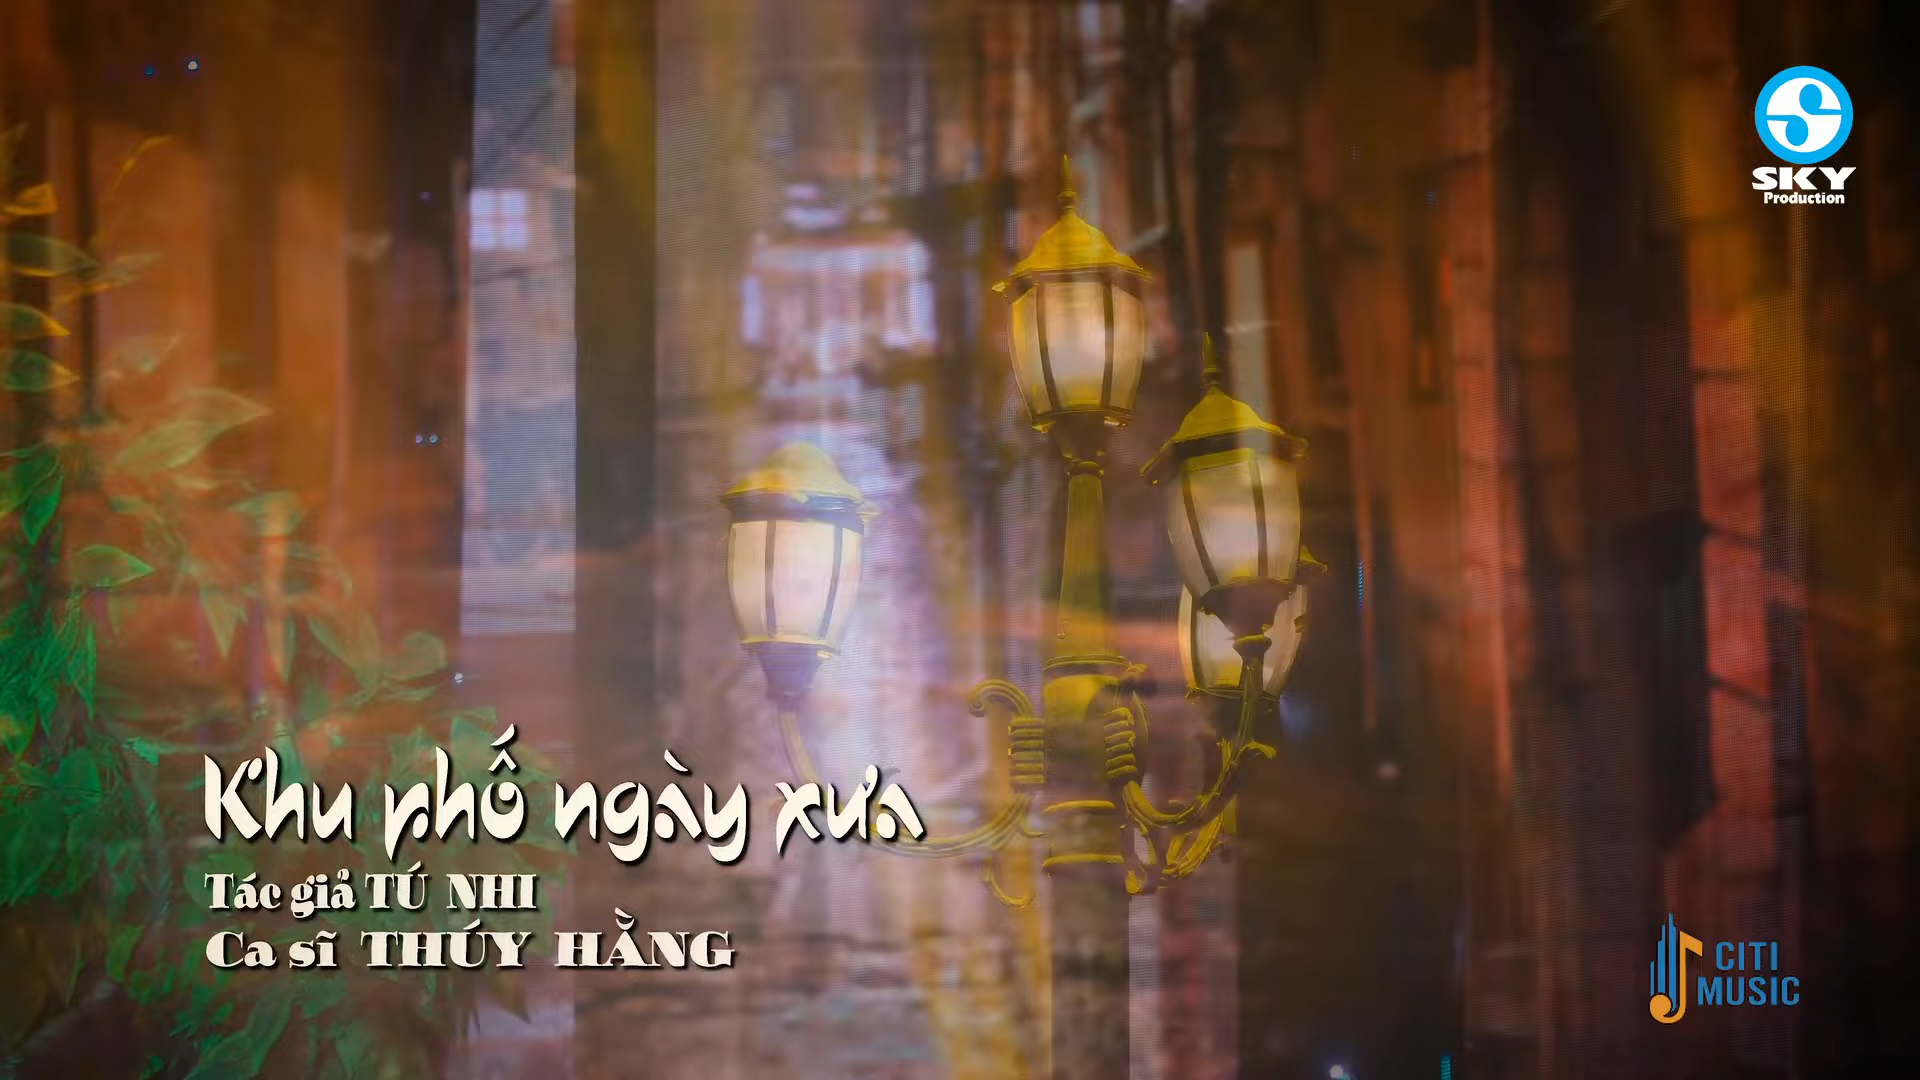 SKY
Production
Khu phố ngày xưa
Tác giả TÚ NHI
Ca sĩ THÚY HẰNG
CITI
MUSIC